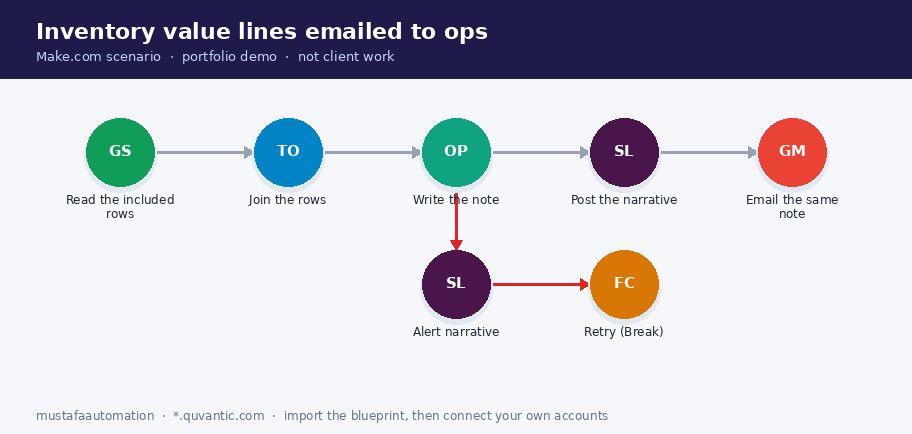 Inventory value lines emailed to ops
Make.com scenario · portfolio demo · not client work
GS
TO
OP
SL
GM
Read the included
rows
Join the rows
Write the note
Post the narrative
Email the same
note
SL
FC
Alert narrative
Retry (Break)
mustafaautomation · *.quvantic.com · import the blueprint, then connect your own accounts